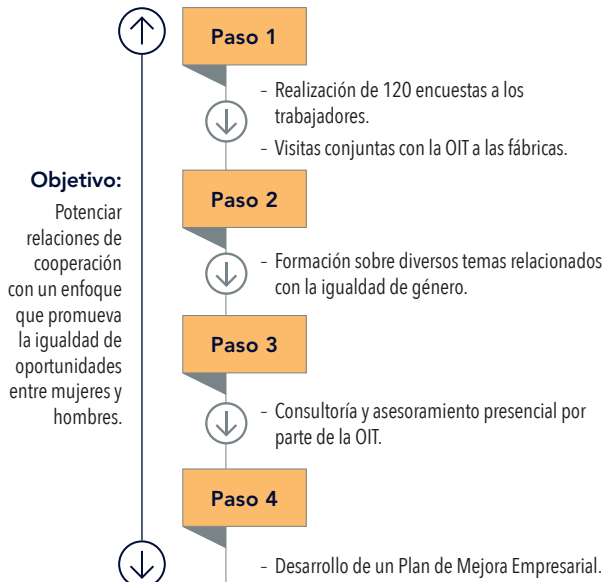 Paso 1
– Realización de 120 encuestas a los
trabajadores.
– Visitas conjuntas con la OIT a las fábricas.
Objetivo:
Potenciar
relaciones de
cooperación
con un enfoque
que promueva
la igualdad de
oportunidades
entre mujeres y
hombres.
Paso 2
– Formación sobre diversos temas relacionados
con la igualdad de género.
Paso 3
– Consultoría y asesoramiento presencial por
parte de la OIT.
Paso 4
– Desarrollo de un Plan de Mejora Empresarial.